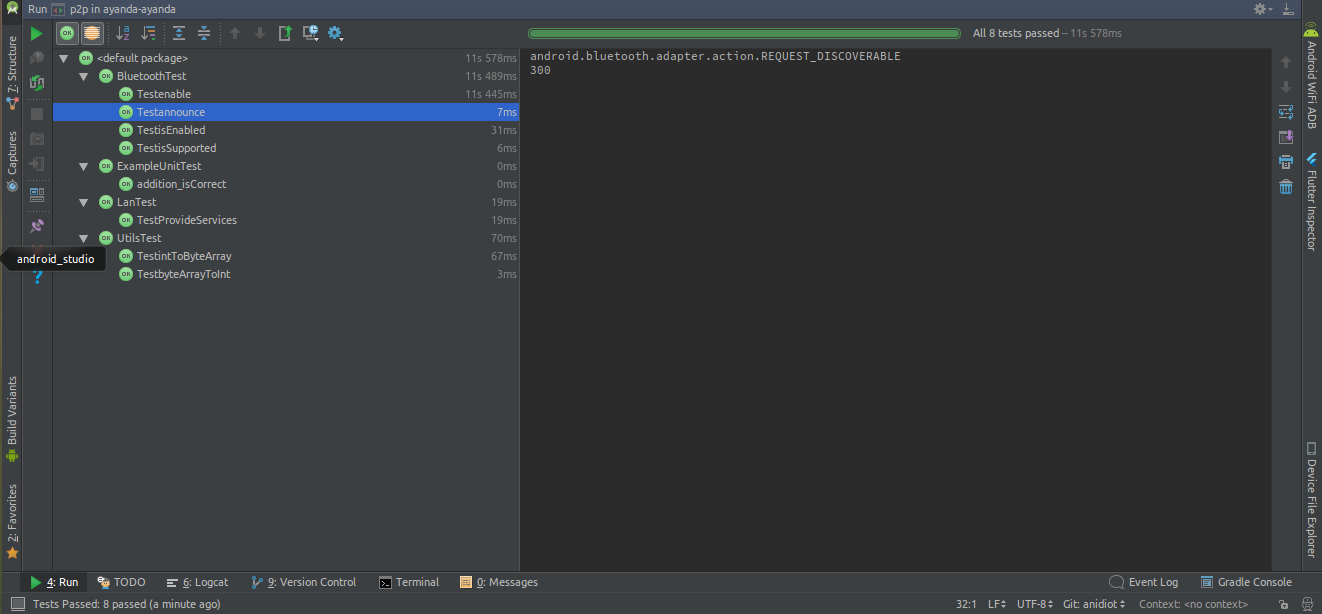 Run p2p in ayanda-ayanda
All 8 tests passed – 11s 578ms
<default package> 11s 578ms
BluetoothTest 11s 489ms
Testenable 11s 445ms
Testannounce 7ms
TestisEnabled 31ms
TestisSupported 6ms
ExampleUnitTest 0ms
addition_isCorrect 0ms
LanTest 19ms
TestProvideServices 19ms
UtilsTest 70ms
TestintToByteArray 67ms
TestbyteArrayToInt 3ms
android.bluetooth.adapter.action.REQUEST_DISCOVERABLE
300
7: Structure
Captures
android_studio
Build Variants
2: Favorites
Android WiFi ADB
Flutter Inspector
Device File Explorer
4: Run TODO 6: Logcat 9: Version Control Terminal 0: Messages Event Log Gradle Console
Tests Passed: 8 passed (a minute ago) 32:1 LF UTF-8 Git: anidiot Context: <no context>